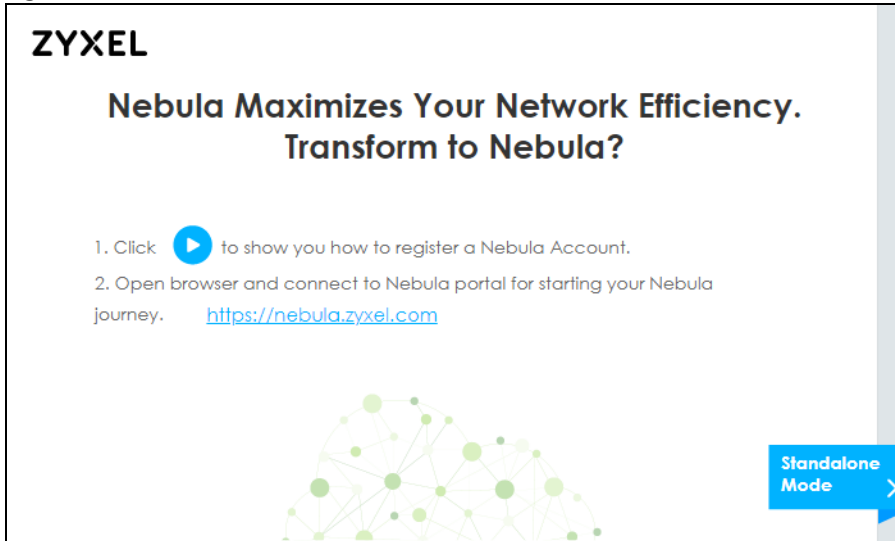 ZYXEL
Nebula Maximizes Your Network Efficiency.
Transform to Nebula?
1. Click to show you how to register a Nebula Account.
2. Open browser and connect to Nebula portal for starting your Nebula
journey. https://nebula.zyxel.com
Standalone
Mode